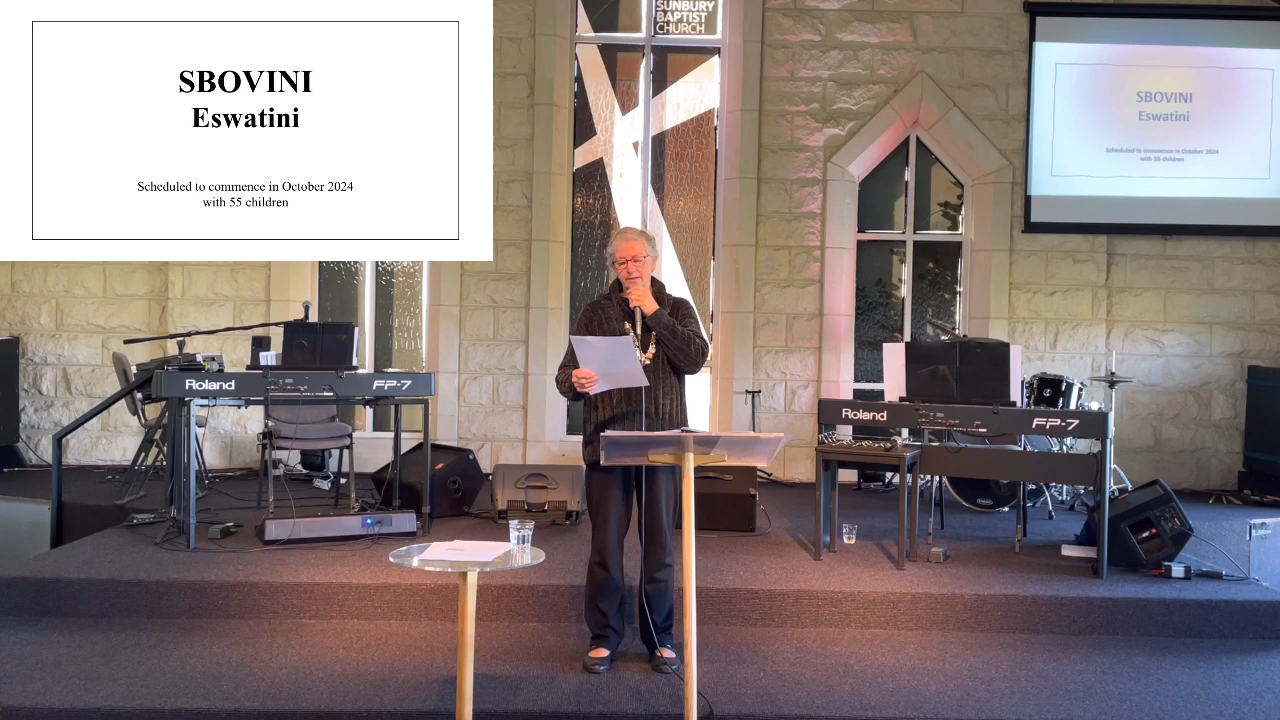 SBOVINI
Eswatini
Scheduled to commence in October 2024
with 55 children
SUNBURY
BAPTIST
CHURCH
SBOVINI
Eswatini
Scheduled to commence in October 2024
with 55 children
Roland
FP-7
Roland
FP-7